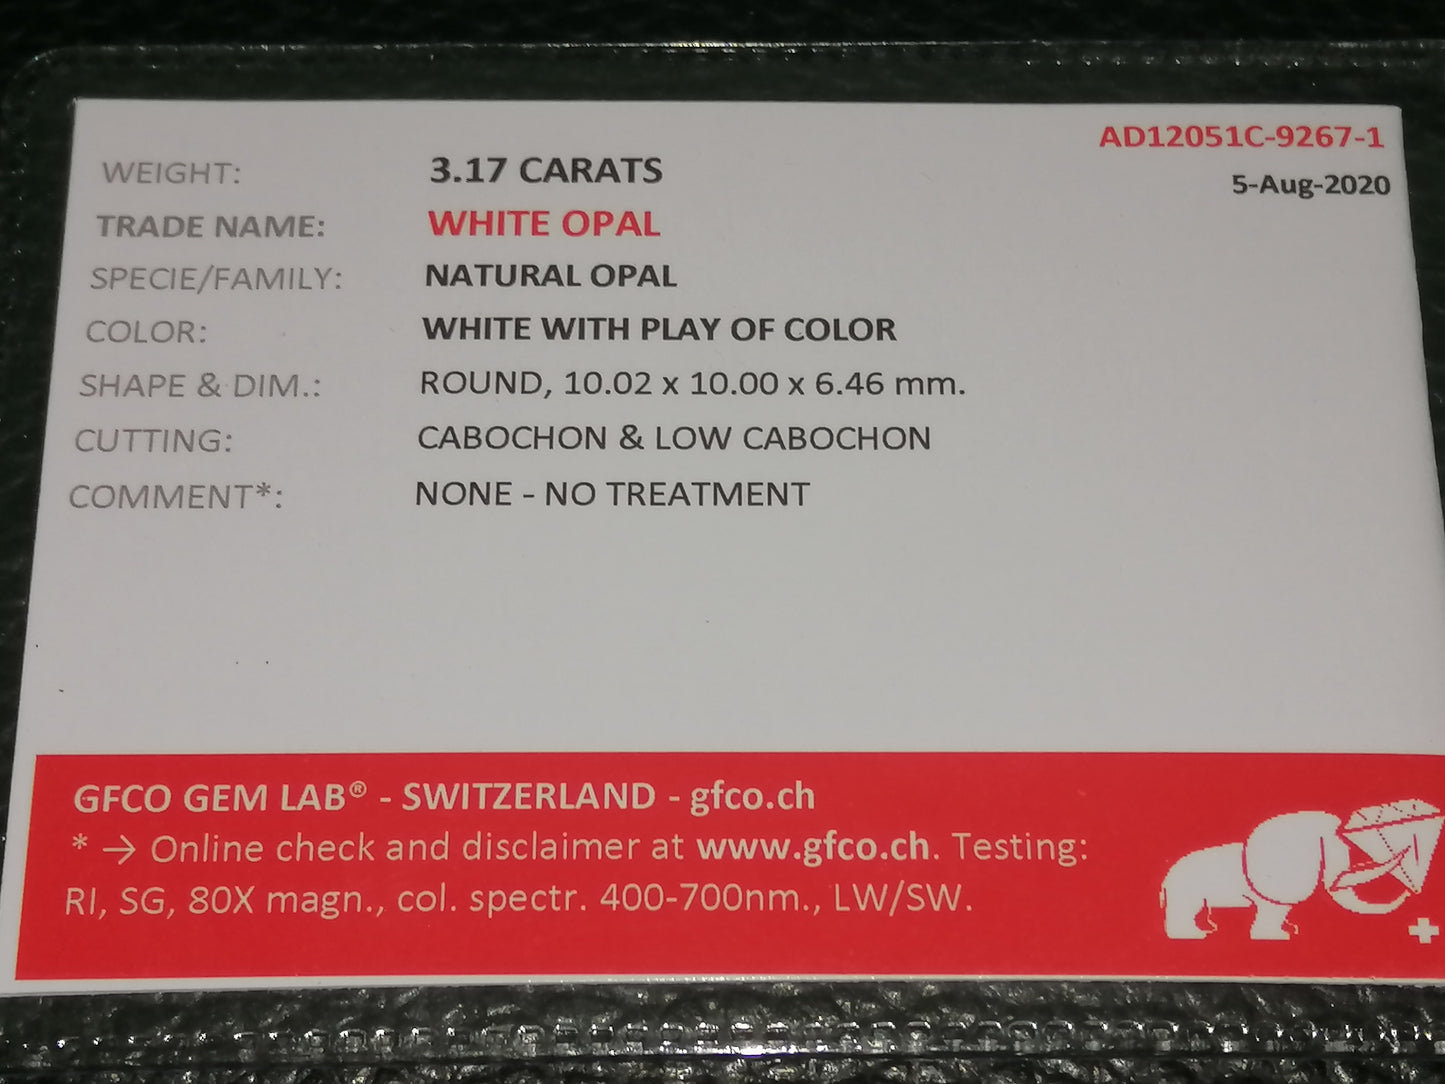 AD12051C-9267-1
5-Aug-2020
WEIGHT: 3.17 CARATS
TRADE NAME: WHITE OPAL
SPECIE/FAMILY: NATURAL OPAL
COLOR: WHITE WITH PLAY OF COLOR
SHAPE & DIM.: ROUND, 10.02 x 10.00 x 6.46 mm.
CUTTING: CABOCHON & LOW CABOCHON
COMMENT*: NONE - NO TREATMENT
GFCO GEM LAB® - SWITZERLAND - gfco.ch
* → Online check and disclaimer at www.gfco.ch. Testing:
RI, SG, 80X magn., col. spectr. 400-700nm., LW/SW.